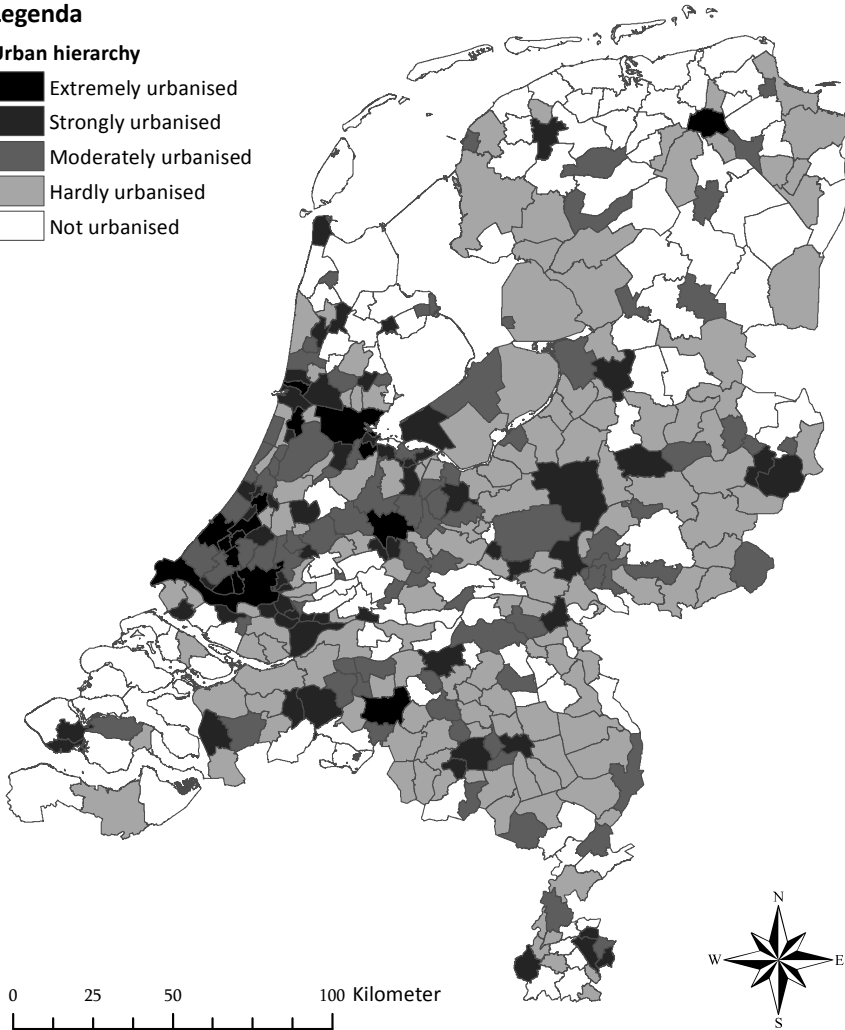 Legenda
Urban hierarchy
Extremely urbanised
Strongly urbanised
Moderately urbanised
Hardly urbanised
Not urbanised
N
W E
S
0 25 50 100 Kilometer